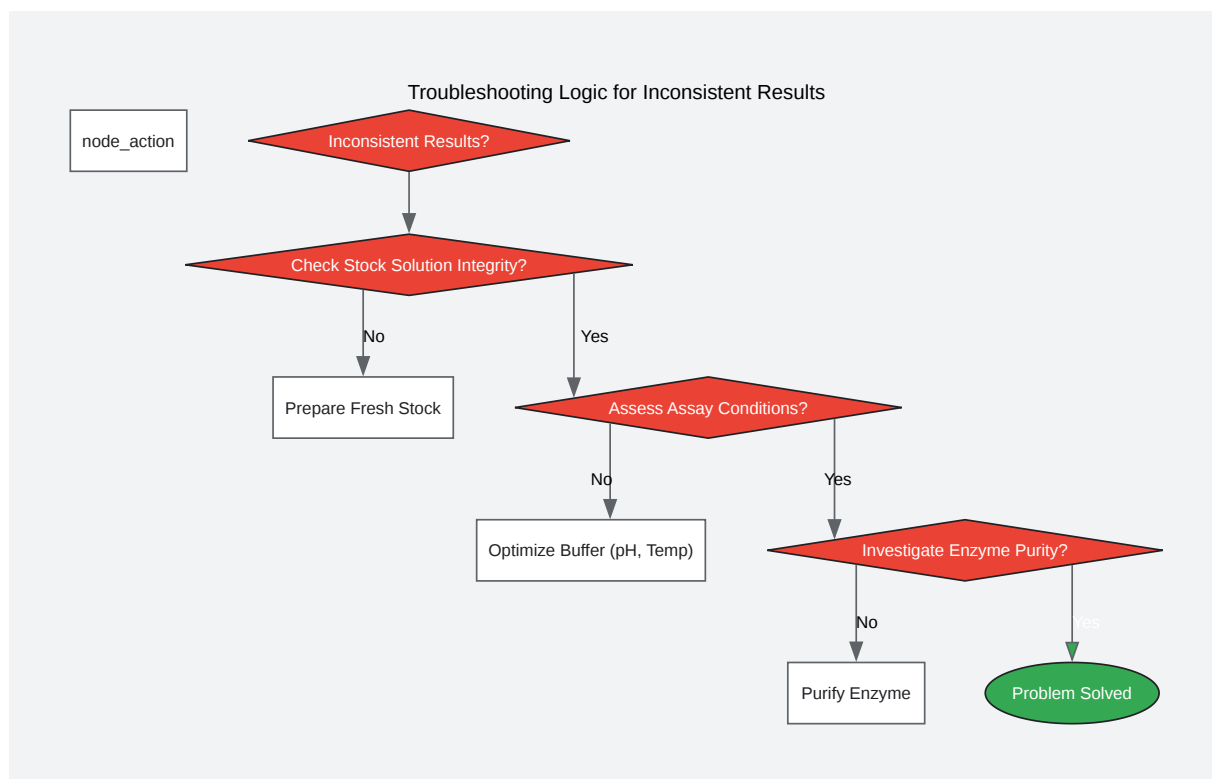 Troubleshooting Logic for Inconsistent Results
node_action
Inconsistent Results?
Check Stock Solution Integrity?
No
Yes
Prepare Fresh Stock
Assess Assay Conditions?
No
Yes
Optimize Buffer (pH, Temp)
Investigate Enzyme Purity?
No
Yes
Purify Enzyme
Problem Solved